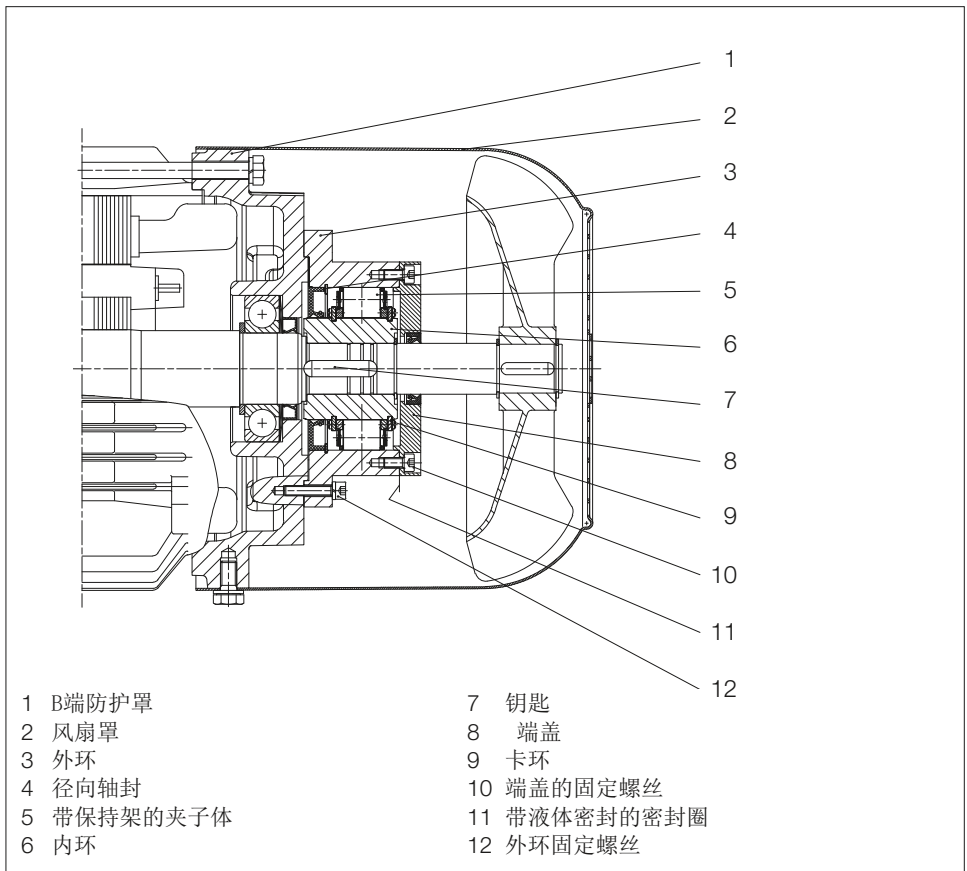 1
2
3
4
5
6
7
8
9
10
11
12
1 B端防护罩
2 风扇罩
3 外环
4 径向轴封
5 带保持架的夹子体
6 内环
7 钥匙
8 端盖
9 卡环
10 端盖的固定螺丝
11 带液体密封的密封圈
12 外环固定螺丝